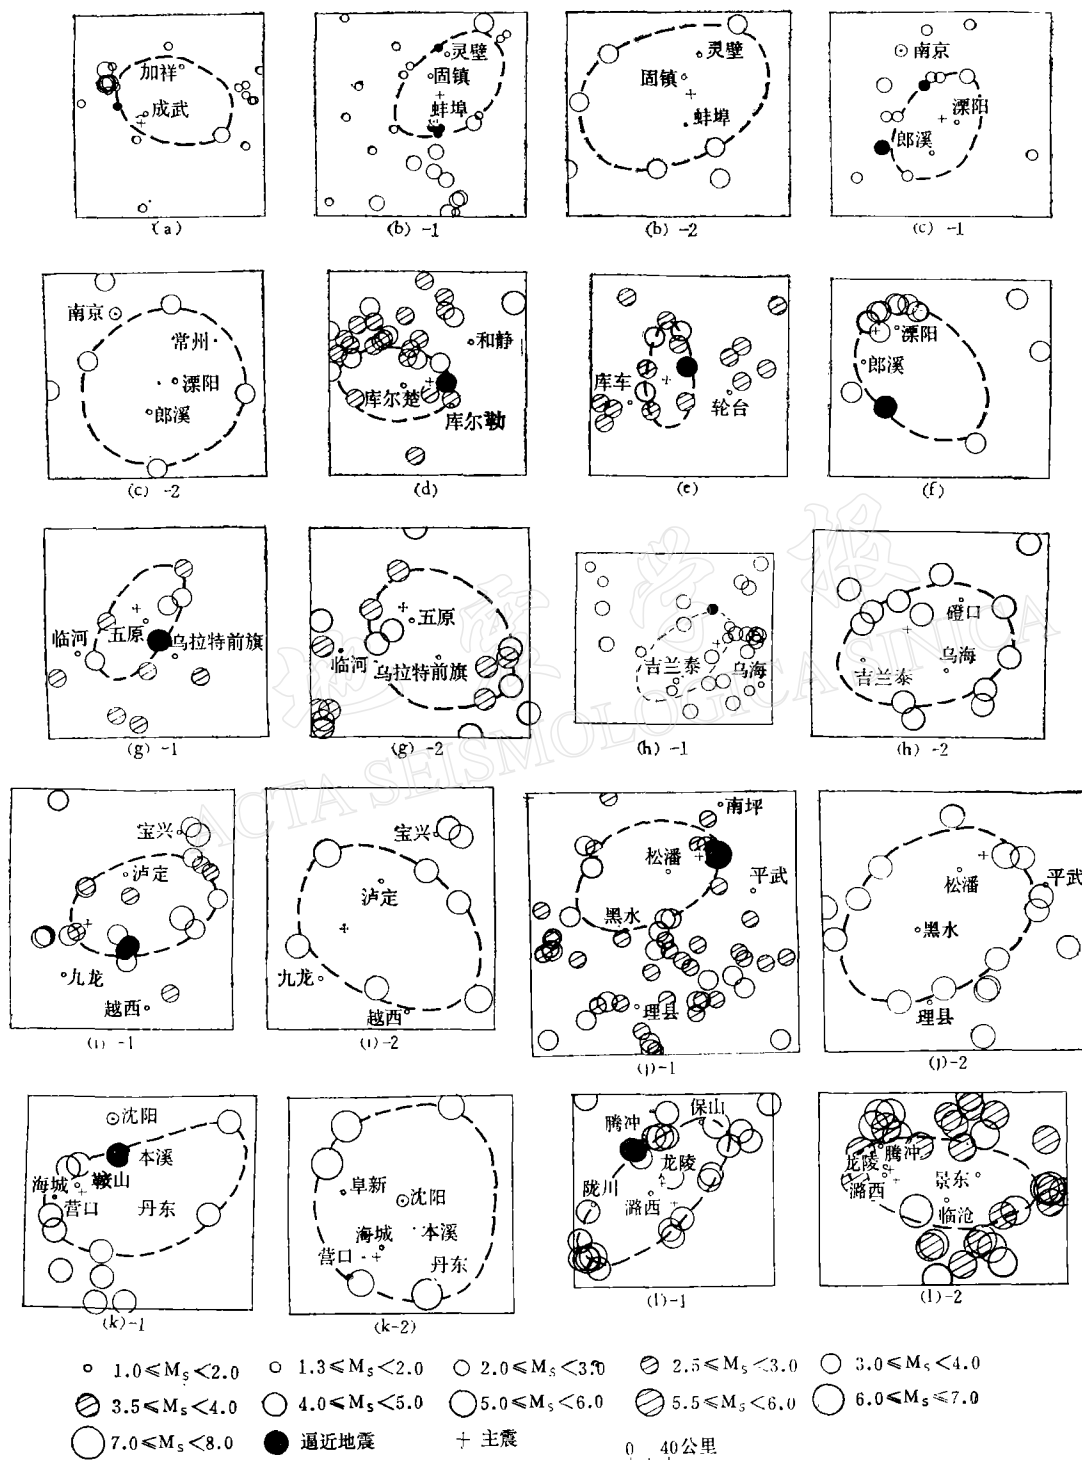 加祥
成武
(a)
灵壁
固镇
蚌埠
(b) -1
灵壁
固镇
蚌埠
(b) -2
南京
溧阳
郎溪
(c) -1
南京
常州
溧阳
郎溪
(c) -2
和静
库尔楚
库尔勒
(d)
库车
轮台
(e)
溧阳
郎溪
(f)
临河
五原
乌拉特前旗
(g) -1
五原
临河
乌拉特前旗
(g) -2
吉兰泰
乌海
(h) -1
磴口
乌海
吉兰泰
(h) -2
地震学报
ACTA SEISMOLOGICA SINICA
宝兴
泸定
九龙
越西
(i) -1
宝兴
泸定
九龙
越西
(i)-2
南坪
松潘
平武
黑水
理县
(j)-1
松潘
平武
黑水
理县
(j)-2
沈阳
本溪
鞍山
海城
营口
丹东
(k)-1
阜新
沈阳
海城
本溪
营口
丹东
(k-2)
保山
腾冲
龙陵
陇川
潞西
(l)-1
腾冲
龙陵
潞西
景东
临沧
(l)-2
1.0≤Ms<2.0 1.3≤Ms<2.0 2.0≤Ms<3.0 2.5≤Ms<3.0 3.0≤Ms<4.0
3.5≤Ms<4.0 4.0≤Ms<5.0 5.0≤Ms<6.0 5.5≤Ms<6.0 6.0≤Ms≤7.0
7.0≤Ms<8.0 逼近地震 主震 0 40公里